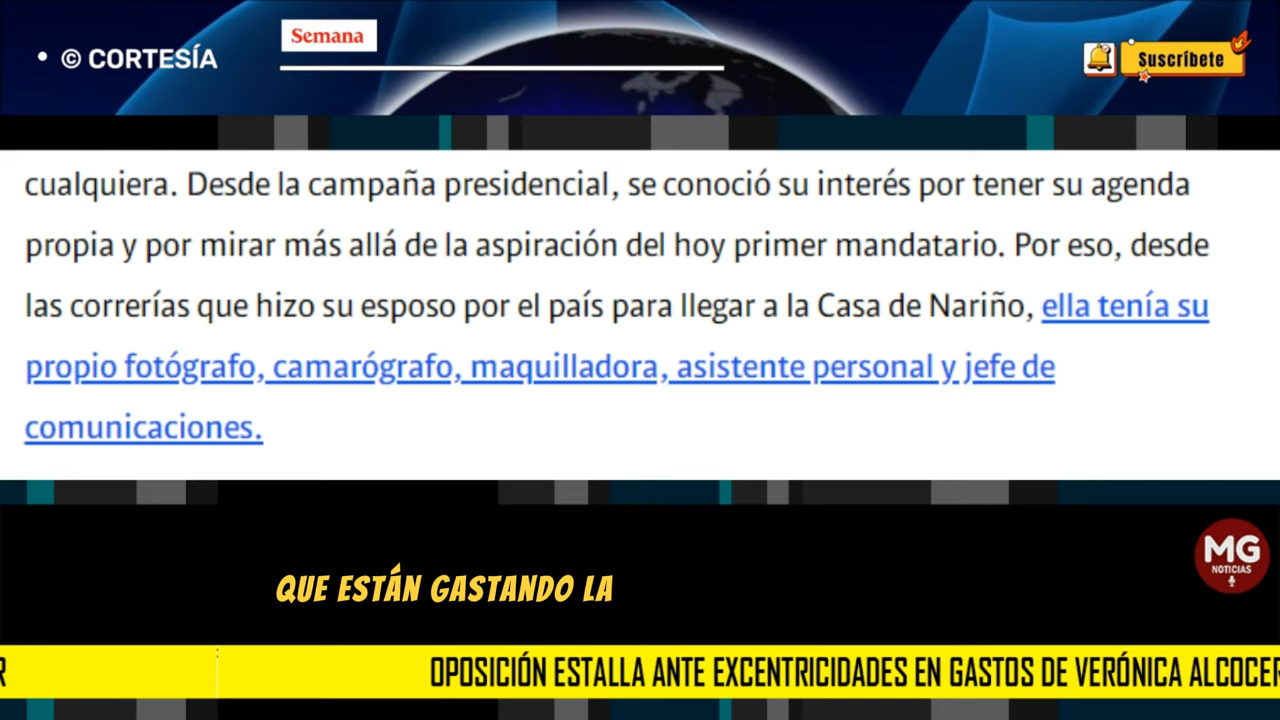 • © CORTESÍA
Semana
Suscríbete
cualquiera. Desde la campaña presidencial, se conoció su interés por tener su agenda
propia y por mirar más allá de la aspiración del hoy primer mandatario. Por eso, desde
las correrías que hizo su esposo por el país para llegar a la Casa de Nariño, ella tenía su
propio fotógrafo, camarógrafo, maquilladora, asistente personal y jefe de
comunicaciones.
MG
NOTICIAS
QUE ESTÁN GASTANDO LA
R
OPOSICIÓN ESTALLA ANTE EXCENTRICIDADES EN GASTOS DE VERÓNICA ALCOCER